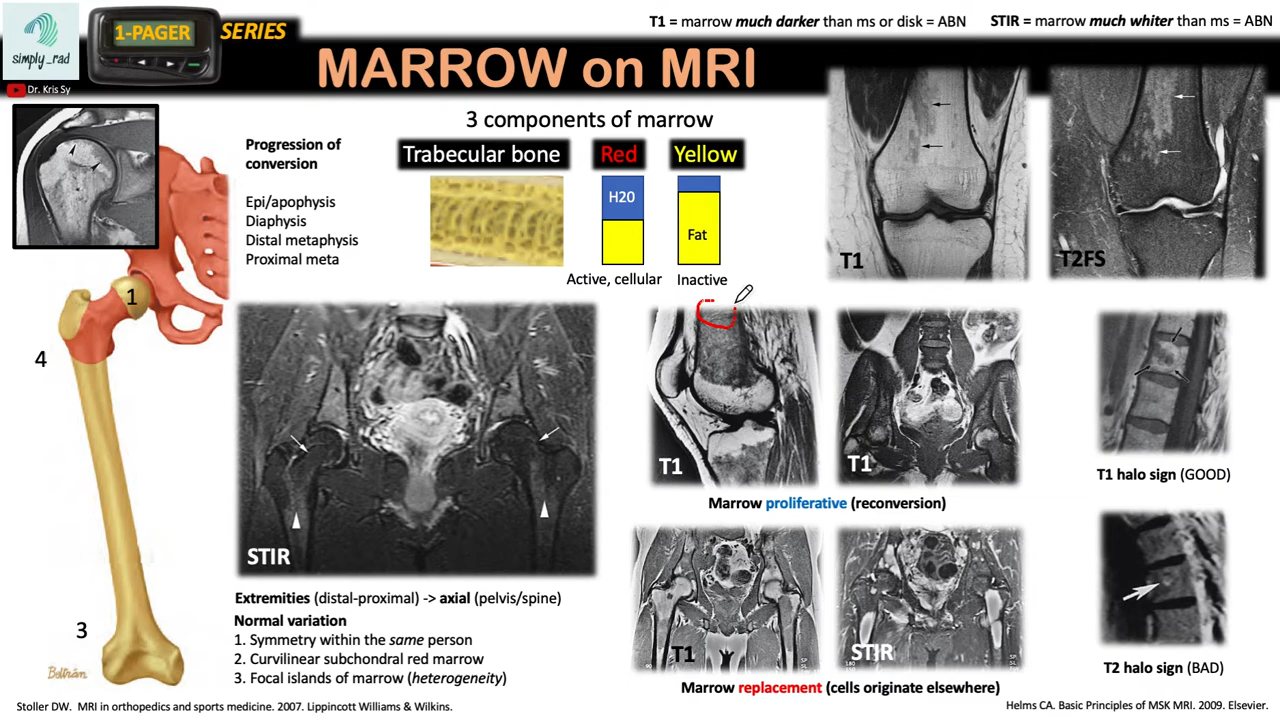 simply_rad
1-PAGER
SERIES
Dr. Kris Sy
T1 = marrow much darker than ms or disk = ABN
STIR = marrow much whiter than ms = ABN
MARROW on MRI
Progression of
conversion
Epi/apophysis
Diaphysis
Distal metaphysis
Proximal meta
3 components of marrow
Trabecular bone
Red
Yellow
H20
Fat
Active, cellular
Inactive
T1
T2FS
1
4
3
Beltrán
STIR
Extremities (distal-proximal) -> axial (pelvis/spine)
Normal variation
1. Symmetry within the same person
2. Curvilinear subchondral red marrow
3. Focal islands of marrow (heterogeneity)
T1
T1
Marrow proliferative (reconversion)
T1
STIR
Marrow replacement (cells originate elsewhere)
T1 halo sign (GOOD)
T2 halo sign (BAD)
Stoller DW. MRI in orthopedics and sports medicine. 2007. Lippincott Williams & Wilkins.
Helms CA. Basic Principles of MSK MRI. 2009. Elsevier.